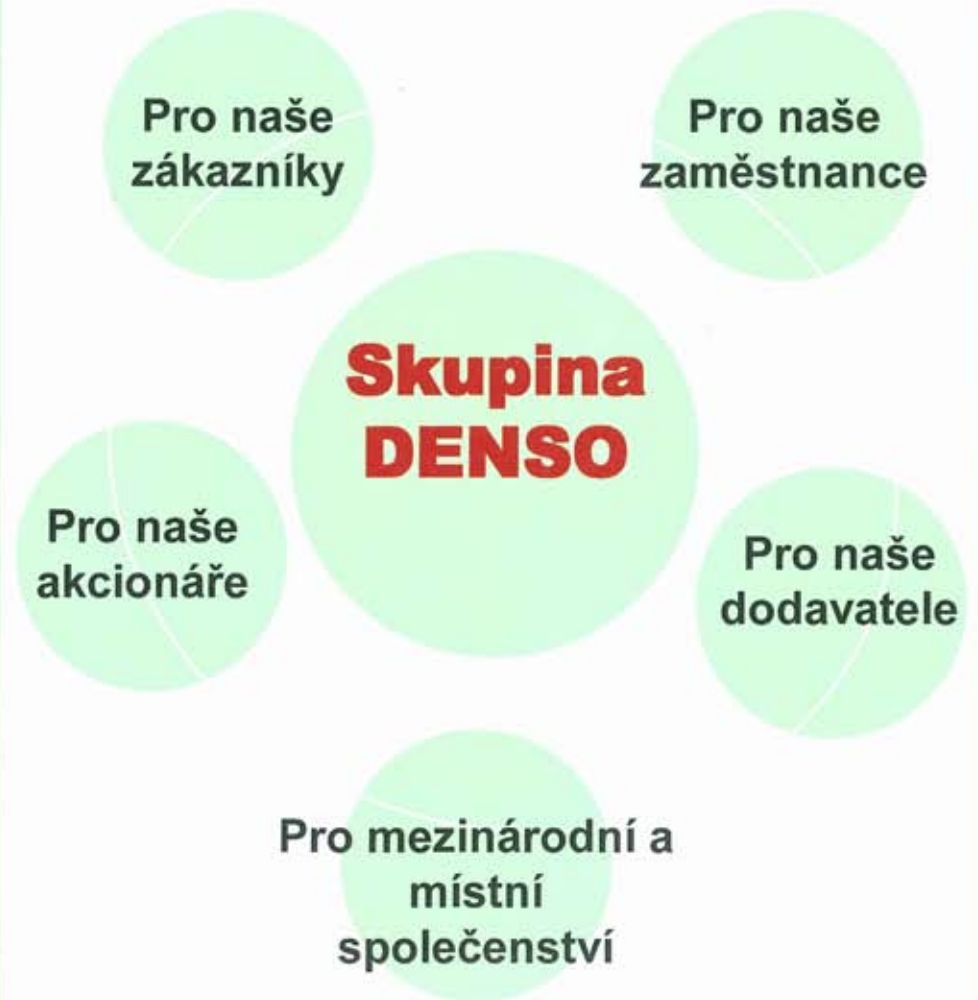 Pro naše
zákazníky
Pro naše
zaměstnance
Skupina
DENSO
Pro naše
akcionáře
Pro naše
dodavatele
Pro mezinárodní a
místní
společenství